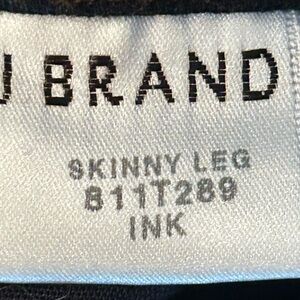 J BRAND
SKINNY LEG
811T289
INK